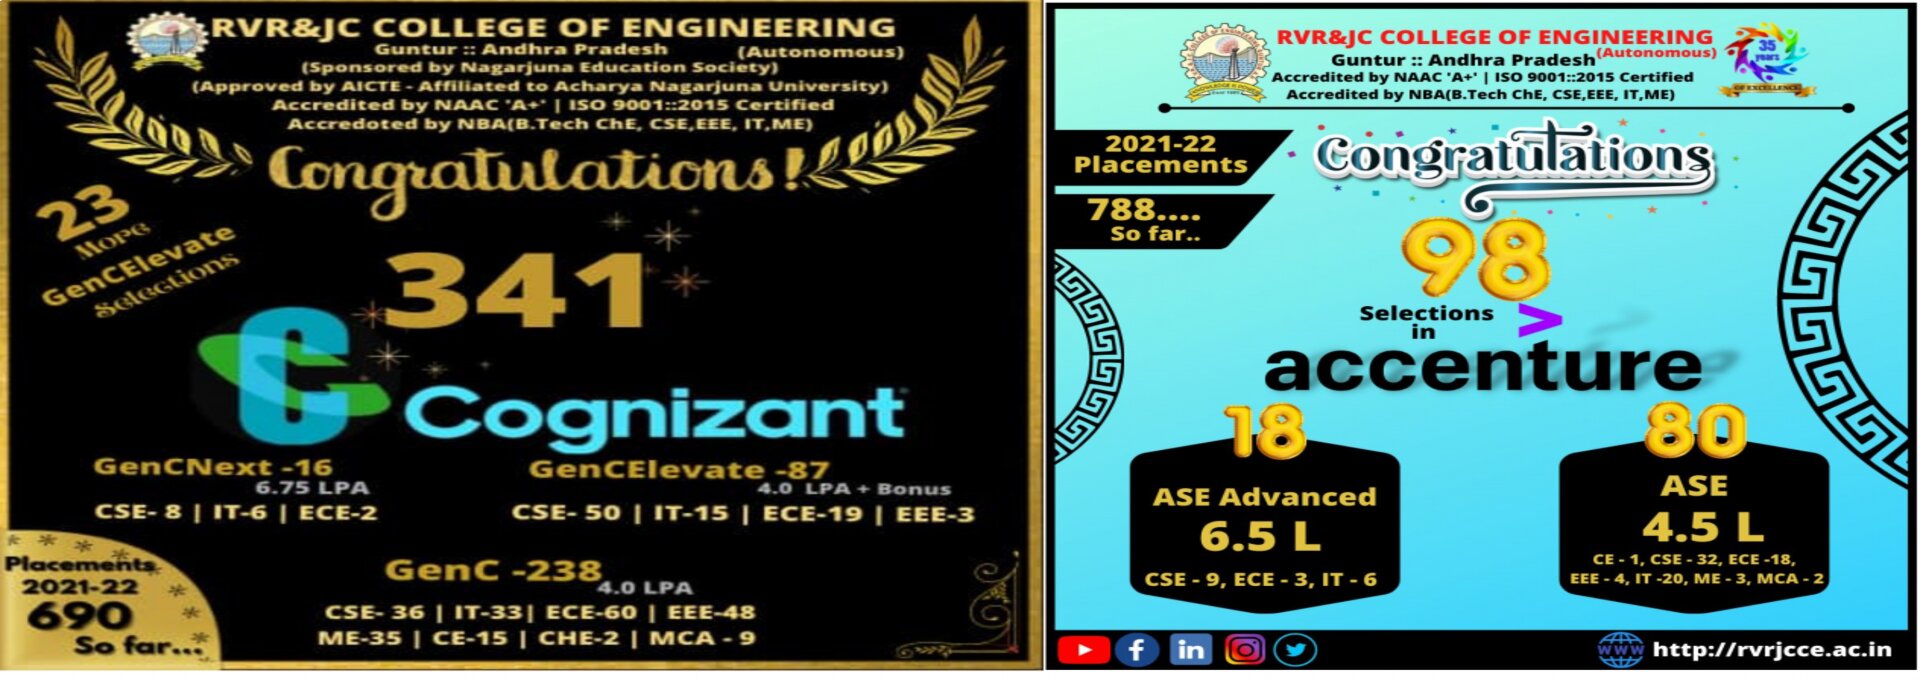 RVR&JC COLLEGE OF ENGINEERING
Guntur :: Andhra Pradesh (Autonomous)
(Sponsored by Nagarjuna Education Society)
(Approved by AICTE - Affiliated to Acharya Nagarjuna University)
Accredited by NAAC 'A+' | ISO 9001::2015 Certified
Accredoted by NBA(B.Tech ChE, CSE,EEE, IT,ME)
Congratulations!
23
More
GenCElevate
Selections
341
Cognizant
GenCNext -16
6.75 LPA
CSE- 8 | IT-6 | ECE-2
GenCElevate -87
4.0 LPA + Bonus
CSE- 50 | IT-15 | ECE-19 | EEE-3
GenC -238
4.0 LPA
CSE- 36 | IT-33| ECE-60 | EEE-48
ME-35 | CE-15 | CHE-2 | MCA - 9
Placements
2021-22
690
So far...
RVR&JC COLLEGE OF ENGINEERING
Guntur :: Andhra Pradesh (Autonomous)
Accredited by NAAC 'A+' | ISO 9001::2015 Certified
Accredited by NBA(B.Tech ChE, CSE,EEE, IT,ME)
35
years
OF EXCELLENCE
2021-22
Placements
788....
So far..
Congratulations
98
Selections
in
>
accenture
18
ASE Advanced
6.5 L
CSE - 9, ECE - 3, IT - 6
80
ASE
4.5 L
CE - 1, CSE - 32, ECE -18,
EEE - 4, IT -20, ME - 3, MCA - 2
www http://rvrjcce.ac.in